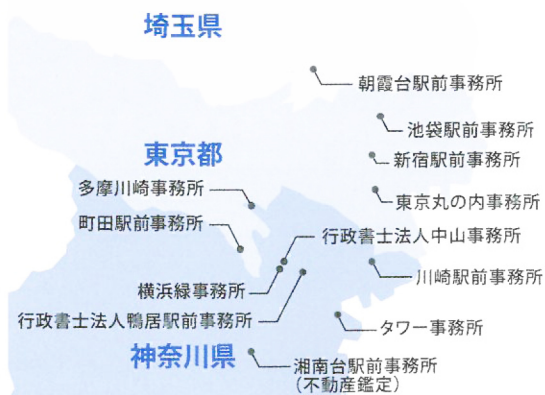 埼玉県
朝霞台駅前事務所
池袋駅前事務所
東京都
新宿駅前事務所
多摩川崎事務所
東京丸の内事務所
町田駅前事務所
行政書士法人中山事務所
川崎駅前事務所
横浜緑事務所
行政書士法人鴨居駅前事務所
タワー事務所
神奈川県
湘南台駅前事務所
（不動産鑑定）